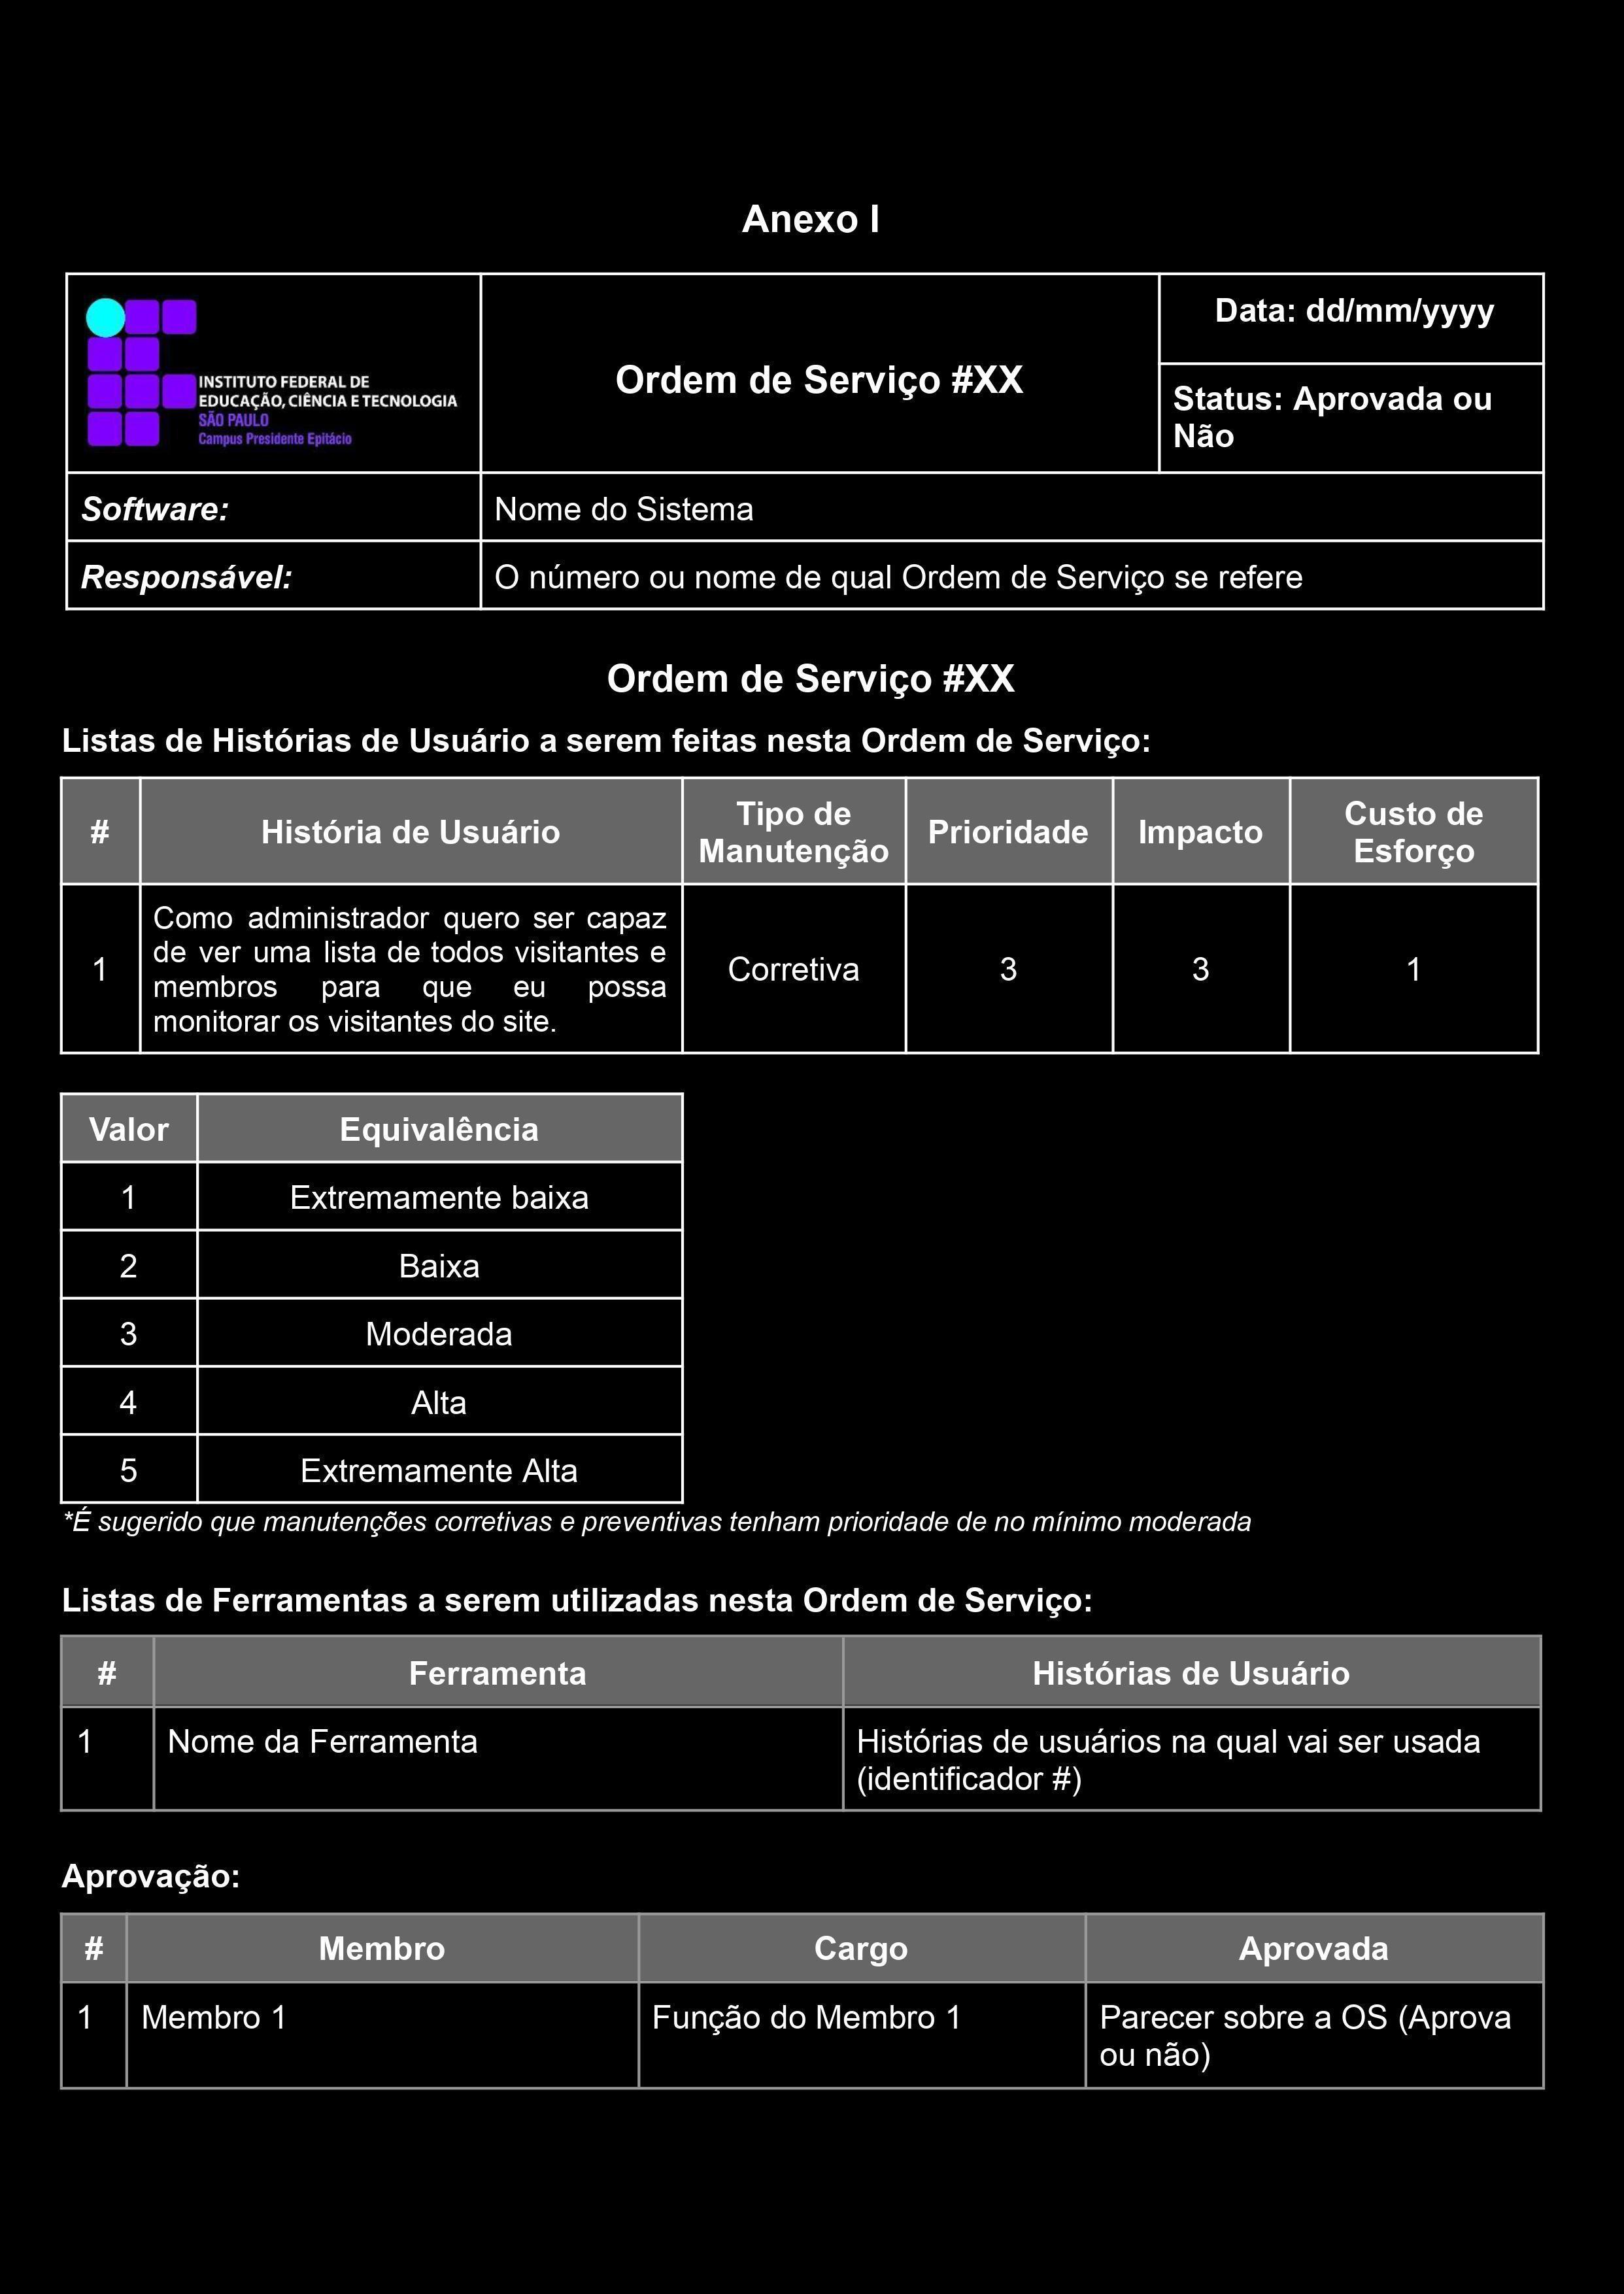 Anexo I
INSTITUTO FEDERAL DE
EDUCAÇÃO, CIÊNCIA E TECNOLOGIA
SÃO PAULO
Campus Presidente Epitácio
Ordem de Serviço #XX
Data: dd/mm/yyyy
Status: Aprovada ou
Não
Software:
Nome do Sistema
Responsável:
O número ou nome de qual Ordem de Serviço se refere
Ordem de Serviço #XX
Listas de Histórias de Usuário a serem feitas nesta Ordem de Serviço:
#
História de Usuário
Tipo de
Manutenção
Prioridade
Impacto
Custo de
Esforço
1
Como administrador quero ser capaz
de ver uma lista de todos visitantes e
membros para que eu possa
monitorar os visitantes do site.
Corretiva
3
3
1
Valor
Equivalência
1
Extremamente baixa
2
Baixa
3
Moderada
4
Alta
5
Extremamente Alta
*É sugerido que manutenções corretivas e preventivas tenham prioridade de no mínimo moderada
Listas de Ferramentas a serem utilizadas nesta Ordem de Serviço:
#
Ferramenta
Histórias de Usuário
1
Nome da Ferramenta
Histórias de usuários na qual vai ser usada
(identificador #)
Aprovação:
#
Membro
Cargo
Aprovada
1
Membro 1
Função do Membro 1
Parecer sobre a OS (Aprova
ou não)